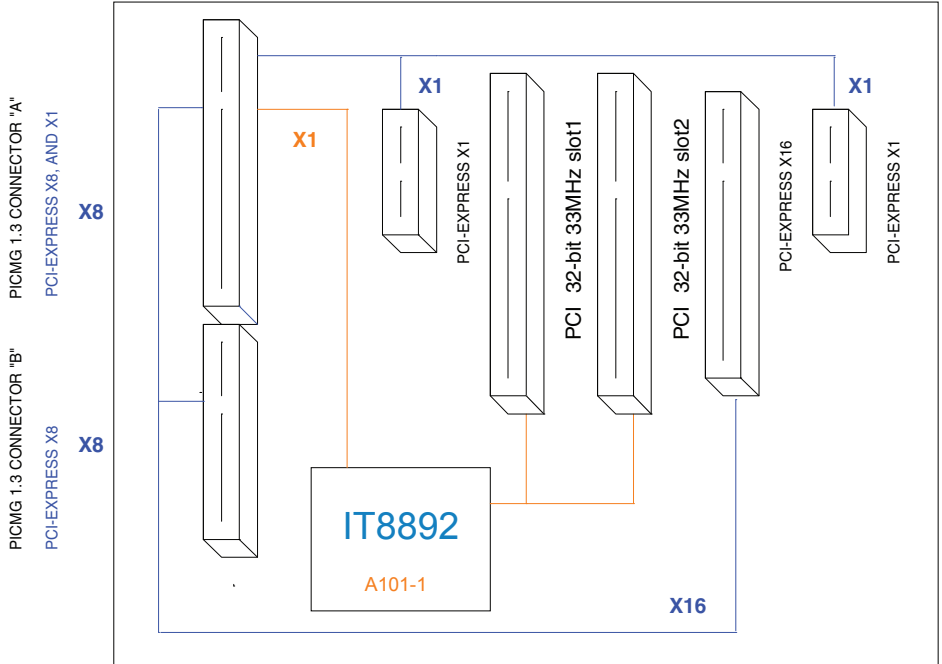 PICMG 1.3 CONNECTOR "A"
PCI-EXPRESS X8, AND X1
X8
PICMG 1.3 CONNECTOR "B"
PCI-EXPRESS X8
X8
X1
X1
PCI-EXPRESS X1
PCI 32-bit 33MHz slot1
PCI 32-bit 33MHz slot2
PCI-EXPRESS X16
X1
PCI-EXPRESS X1
IT8892
A101-1
X16